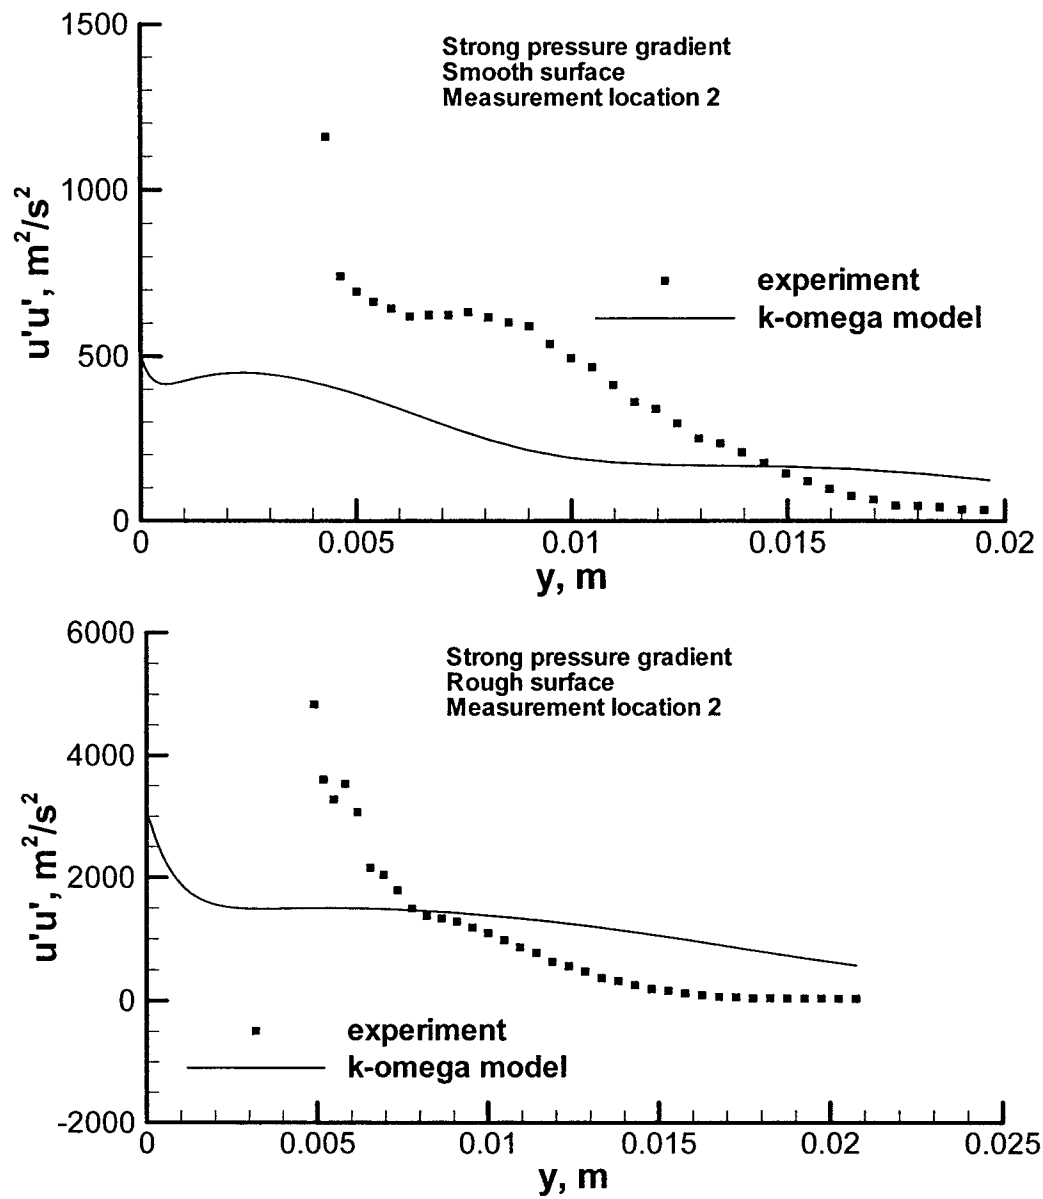 1500
Strong pressure gradient
Smooth surface
Measurement location 2
1000
u'u', m²/s²
experiment
k-omega model
500
0
0 0.005 0.01 0.015 0.02
y, m
6000
Strong pressure gradient
Rough surface
Measurement location 2
4000
u'u', m²/s²
2000
0
experiment
k-omega model
-2000
0 0.005 0.01 0.015 0.02 0.025
y, m